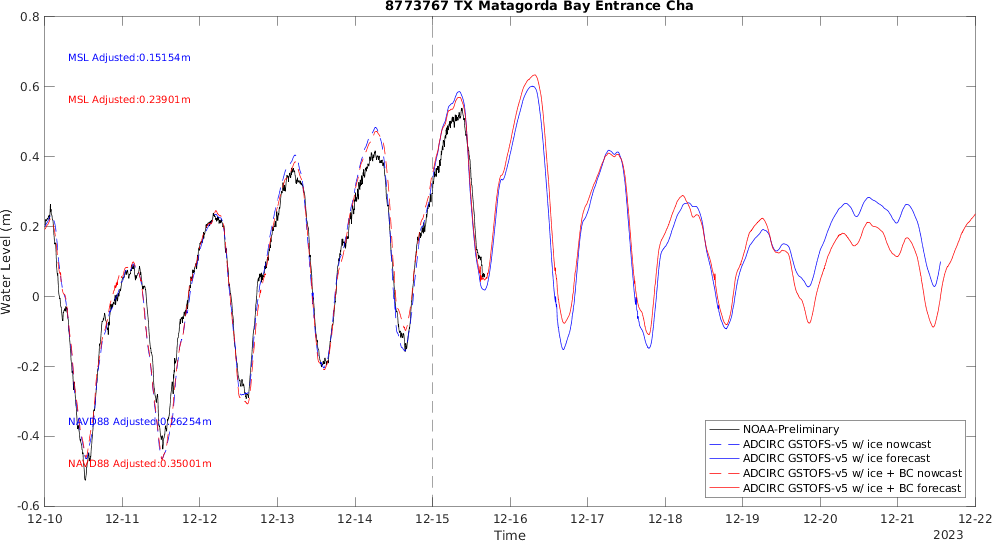 8773767 TX Matagorda Bay Entrance Cha
0.8
0.6
0.4
0.2
0
-0.2
-0.4
-0.6
Water Level (m)
MSL Adjusted:0.15154m
MSL Adjusted:0.23901m
NAVD88 Adjusted:0.26254m
NAVD88 Adjusted:0.35001m
NOAA-Preliminary
ADCIRC GSTOFS-v5 w/ ice nowcast
ADCIRC GSTOFS-v5 w/ ice forecast
ADCIRC GSTOFS-v5 w/ ice + BC nowcast
ADCIRC GSTOFS-v5 w/ ice + BC forecast
12-10 12-11 12-12 12-13 12-14 12-15 12-16 12-17 12-18 12-19 12-20 12-21 12-22
Time
2023